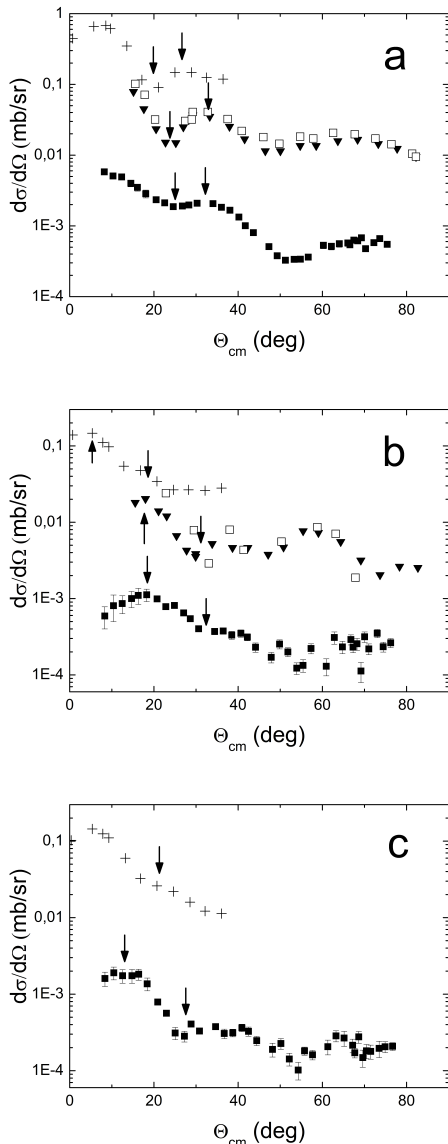 a
1
0,1
0,01
1E-3
1E-4
dσ/dΩ (mb/sr)
0 20 40 60 80
Θcm (deg)
b
0,1
0,01
1E-3
1E-4
dσ/dΩ (mb/sr)
0 20 40 60 80
Θcm (deg)
c
0,1
0,01
1E-3
1E-4
dσ/dΩ (mb/sr)
0 20 40 60 80
Θcm (deg)